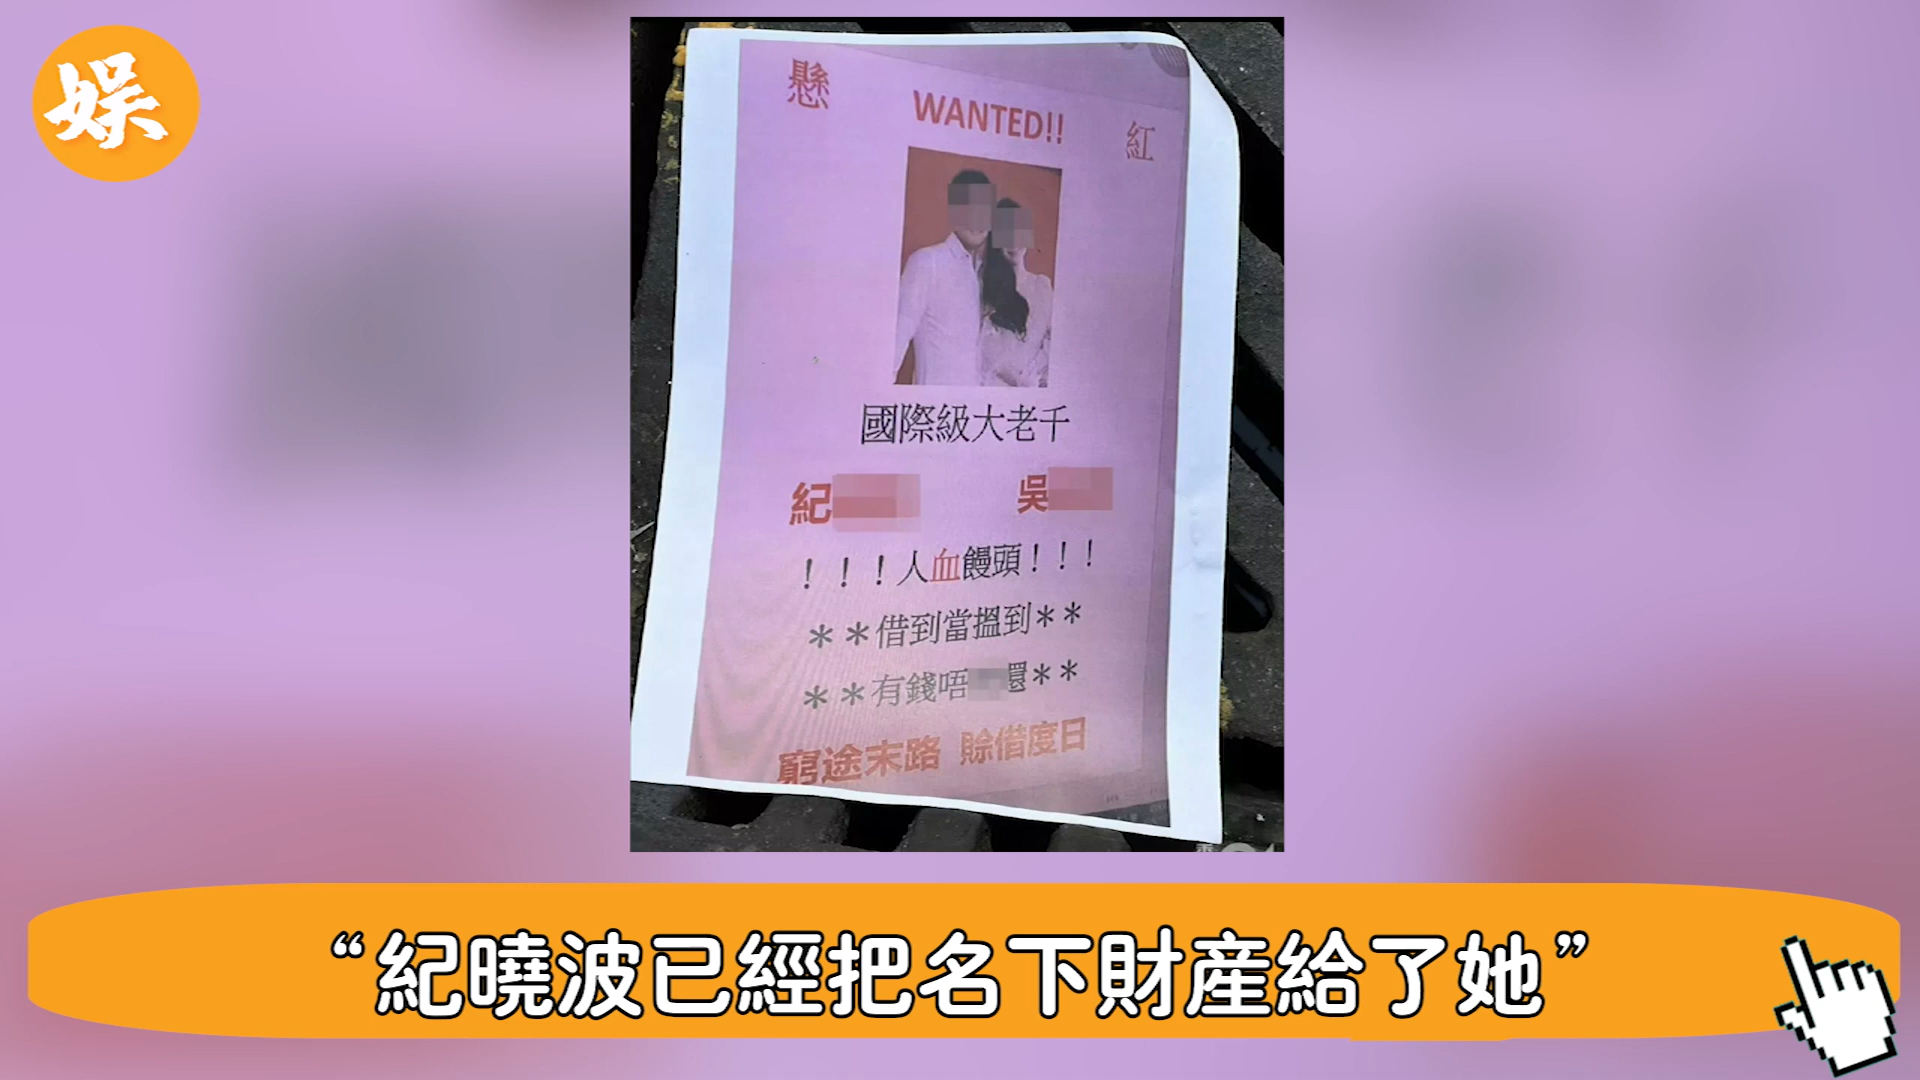 娱
懸
WANTED!!
紅
國際級大老千
紀 吳
！！！人血饅頭！！！
＊＊借到當搵到＊＊
＊＊有錢唔 還＊＊
窮途末路 賒借度日
“紀曉波已經把名下財產給了她”